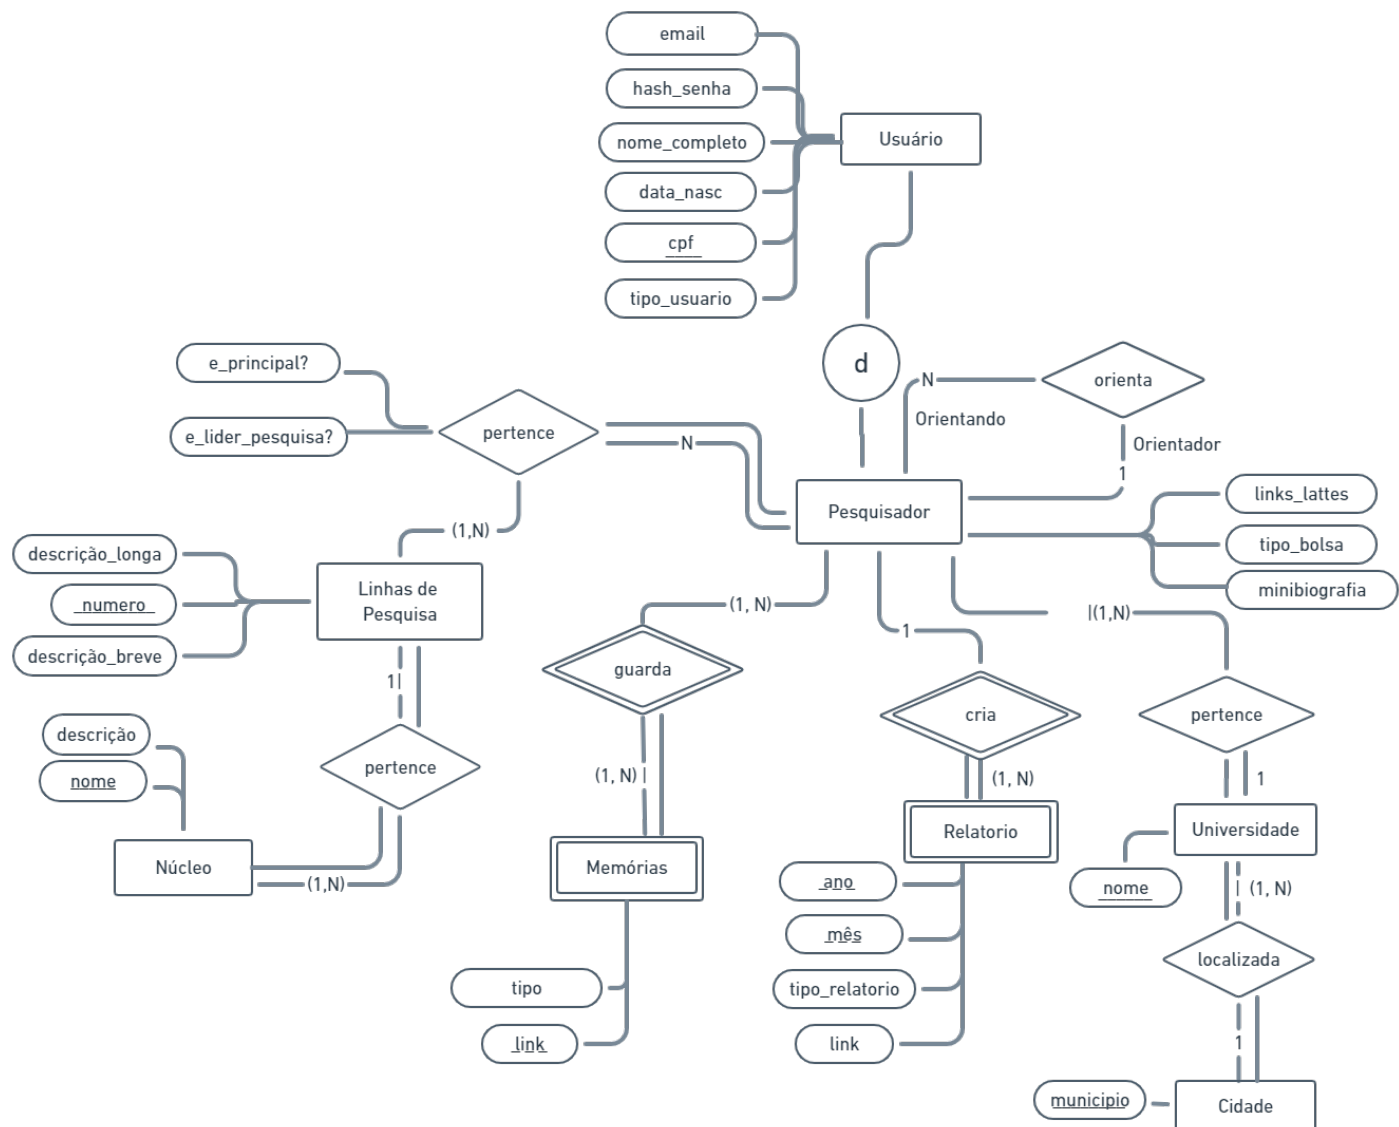 email
hash_senha
Usuário
nome_completo
data_nasc
cpf
tipo_usuario
e_principal?
d
N
orienta
Orientando
e_lider_pesquisa?
pertence
N
Orientador
1
links_lattes
Pesquisador
(1,N)
tipo_bolsa
descrição_longa
minibiografia
Linhas de
Pesquisa
numero
(1, N)
|(1,N)
1
descrição_breve
guarda
1|
cria
pertence
descrição
pertence
nome
(1, N) |
(1, N)
1
Universidade
Relatorio
Núcleo
Memórias
(1,N)
ano
nome
(1, N)
mês
localizada
tipo
tipo_relatorio
link
link
1
municipio
Cidade